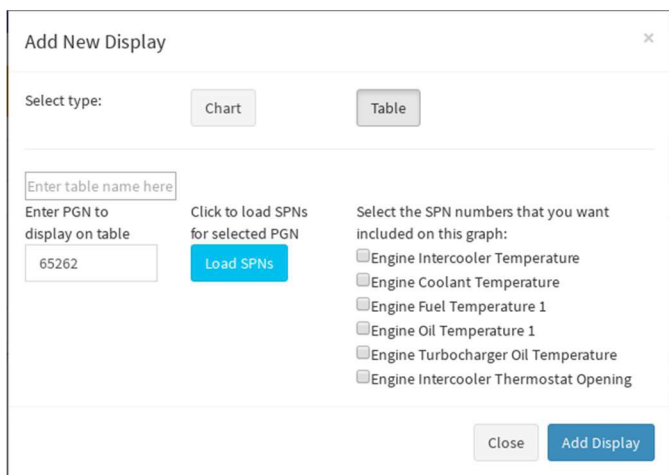 Add New Display
×
Select type:
Chart
Table
Enter table name here
Enter PGN to
display on table
65262
Click to load SPNs
for selected PGN
Load SPNs
Select the SPN numbers that you want
included on this graph:
Engine Intercooler Temperature
Engine Coolant Temperature
Engine Fuel Temperature 1
Engine Oil Temperature 1
Engine Turbocharger Oil Temperature
Engine Intercooler Thermostat Opening
Close
Add Display